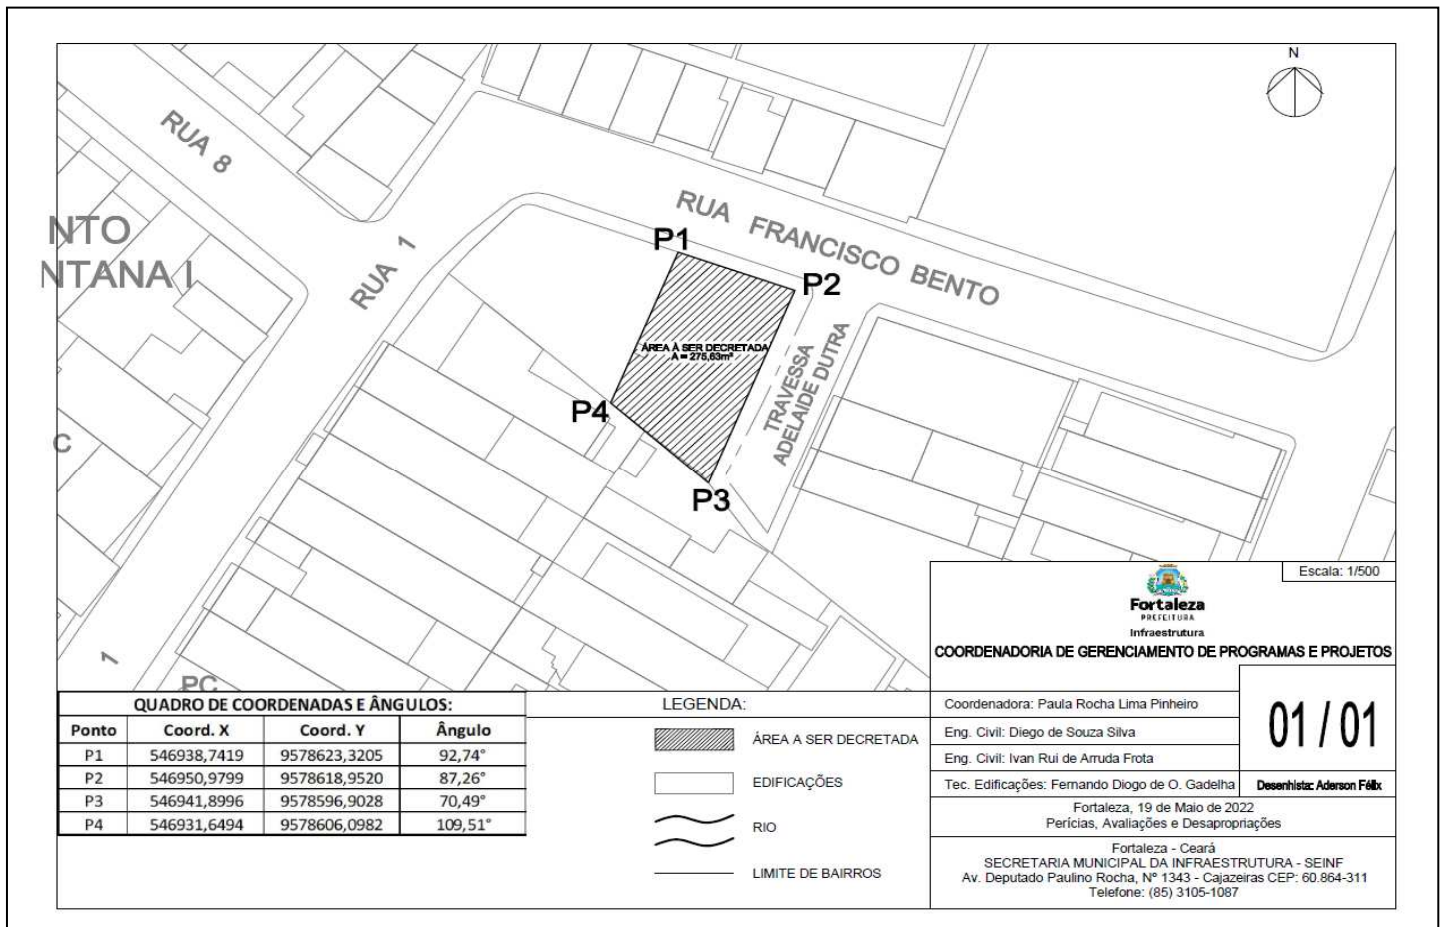 N
RUA 8
NTO
NTANA I
RUA 1
RUA FRANCISCO BENTO
P1
P2
ÁREA À SER DECRETADA
A = 275,63m²
TRAVESSA
ADELAIDE DUTRA
P4
C
P3
1
PC
Escala: 1/500
Fortaleza
PREFEITURA
Infraestrutura
COORDENADORIA DE GERENCIAMENTO DE PROGRAMAS E PROJETOS
QUADRO DE COORDENADAS E ÂNGULOS:
Ponto Coord. X Coord. Y Ângulo
P1 546938,7419 9578623,3205 92,74°
P2 546950,9799 9578618,9520 87,26°
P3 546941,8996 9578596,9028 70,49°
P4 546931,6494 9578606,0982 109,51°
LEGENDA:
ÁREA A SER DECRETADA
EDIFICAÇÕES
RIO
LIMITE DE BAIRROS
Coordenadora: Paula Rocha Lima Pinheiro
Eng. Civil: Diego de Souza Silva
Eng. Civil: Ivan Rui de Arruda Frota
Tec. Edificações: Fernando Diogo de O. Gadelha
01 / 01
Desenhista: Aderson Félix
Fortaleza, 19 de Maio de 2022
Perícias, Avaliações e Desapropriações
Fortaleza - Ceará
SECRETARIA MUNICIPAL DA INFRAESTRUTURA - SEINF
Av. Deputado Paulino Rocha, Nº 1343 - Cajazeiras CEP: 60.864-311
Telefone: (85) 3105-1087